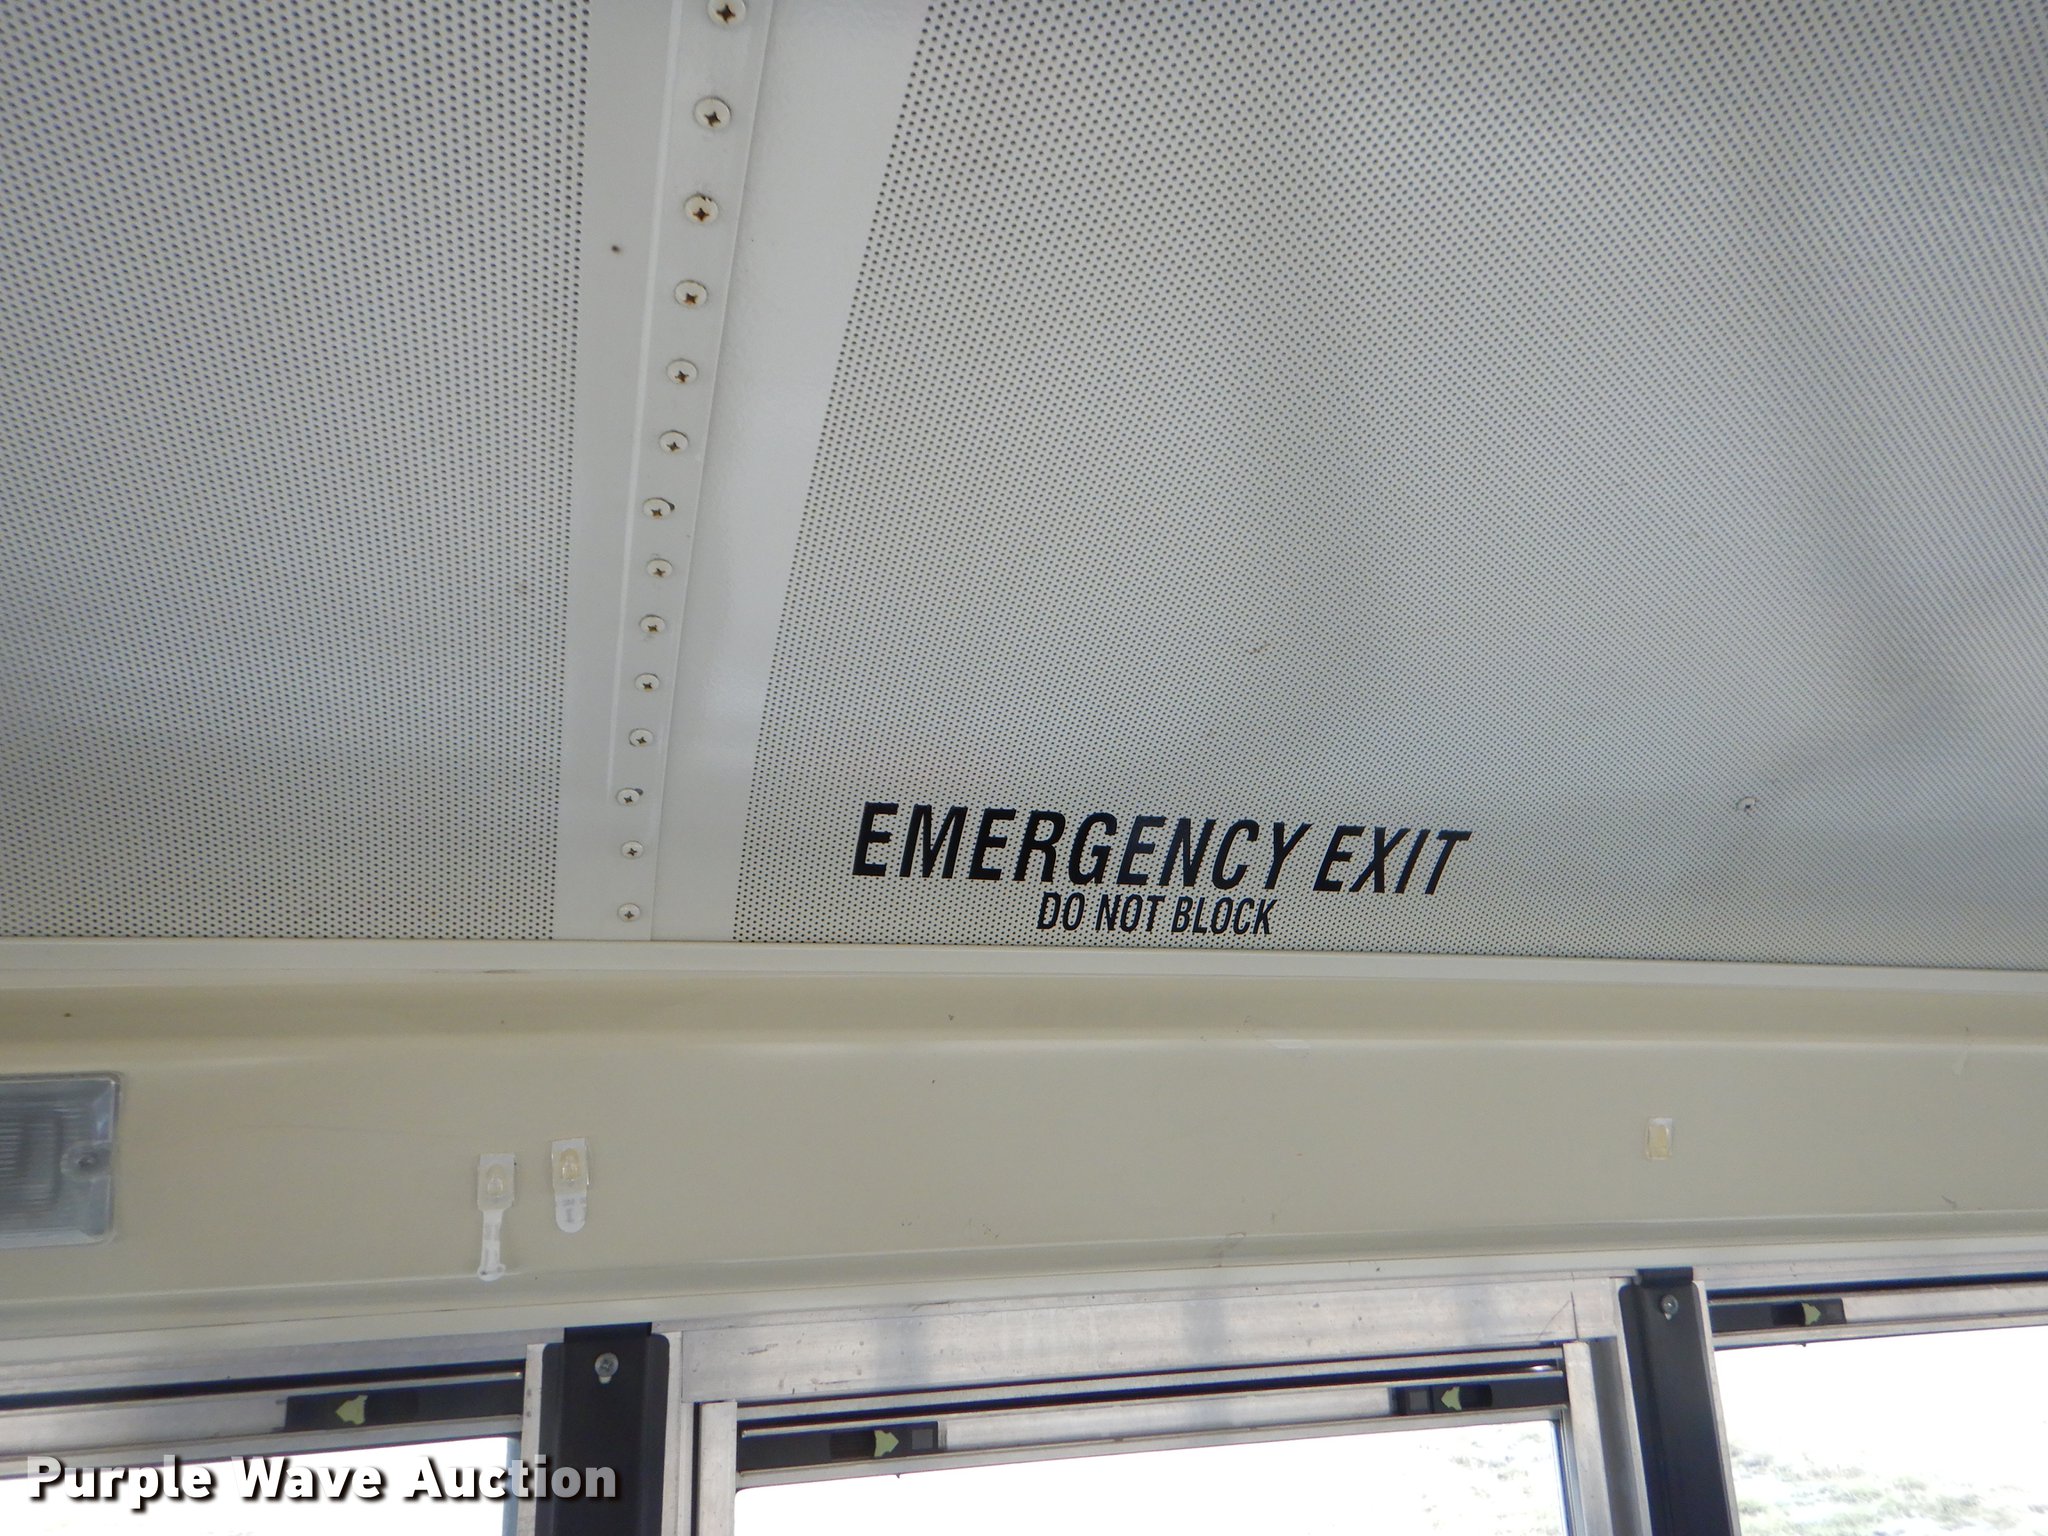 EMERGENCY EXIT
DO NOT BLOCK
Purple Wave Auction